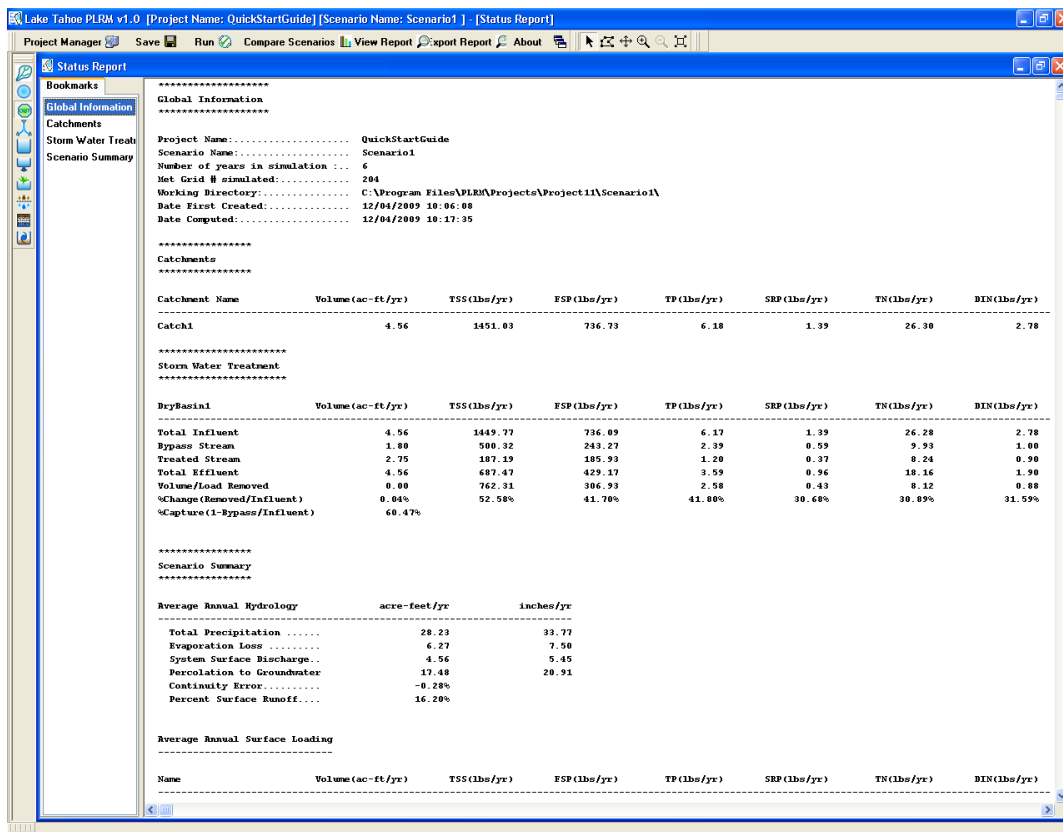 Lake Tahoe PLRM v1.0 [Project Name: QuickStartGuide] [Scenario Name: Scenario1 ] - [Status Report]
Project Manager Save Run Compare Scenarios View Report Export Report About
Status Report
Bookmarks
Global Information
Catchments
Storm Water Treat
Scenario Summary
*******************
Global Information
*******************
Project Name:.................... QuickStartGuide
Scenario Name:................... Scenario1
Number of years in simulation :.. 6
Met Grid # simulated:............ 204
Working Directory:............... C:\Program Files\PLRM\Projects\Project11\Scenario1\
Date First Created:.............. 12/04/2009 10:06:08
Date Computed:................... 12/04/2009 10:17:35
****************
Catchments
****************
Catchment Name Volume(ac-ft/yr) TSS(lbs/yr) FSP(lbs/yr) TP(lbs/yr) SRP(lbs/yr) TN(lbs/yr) DIN(lbs/yr)
Catch1 4.56 1451.03 736.73 6.18 1.39 26.30 2.78
**********************
Storm Water Treatment
**********************
DryBasin1 Volume(ac-ft/yr) TSS(lbs/yr) FSP(lbs/yr) TP(lbs/yr) SRP(lbs/yr) TN(lbs/yr) DIN(lbs/yr)
Total Influent 4.56 1449.77 736.09 6.17 1.39 26.28 2.78
Bypass Stream 1.80 500.32 243.27 2.39 0.59 9.93 1.00
Treated Stream 2.75 187.19 185.93 1.20 0.37 8.24 0.90
Total Effluent 4.56 687.47 429.17 3.59 0.96 18.16 1.90
Volume/Load Removed 0.00 762.31 306.93 2.58 0.43 8.12 0.88
%Change(Removed/Influent) 0.04% 52.58% 41.70% 41.80% 30.68% 30.89% 31.59%
%Capture(1-Bypass/Influent) 60.47%
****************
Scenario Summary
****************
Average Annual Hydrology acre-feet/yr inches/yr
Total Precipitation ...... 28.23 33.77
Evaporation Loss ......... 6.27 7.50
System Surface Discharge.. 4.56 5.45
Percolation to Groundwater 17.48 20.91
Continuity Error.......... -0.28%
Percent Surface Runoff.... 16.20%
Average Annual Surface Loading
------------------------------
Name Volume(ac-ft/yr) TSS(lbs/yr) FSP(lbs/yr) TP(lbs/yr) SRP(lbs/yr) TN(lbs/yr) DIN(lbs/yr)